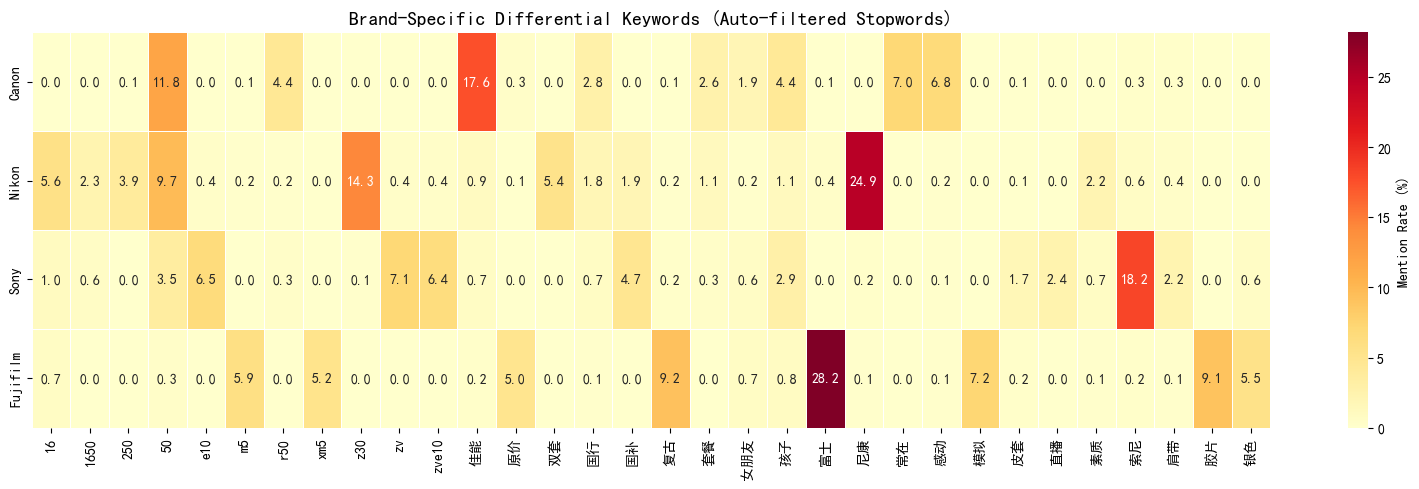 Brand-Specific Differential Keywords (Auto-filtered Stopwords)
Canon 0.0 0.0 0.1 11.8 0.0 0.1 4.4 0.0 0.0 0.0 0.0 17.6 0.3 0.0 2.8 0.0 0.1 2.6 1.9 4.4 0.1 0.0 7.0 6.8 0.0 0.1 0.0 0.0 0.3 0.3 0.0 0.0
Nikon 5.6 2.3 3.9 9.7 0.4 0.2 0.2 0.0 14.3 0.4 0.4 0.9 0.1 5.4 1.8 1.9 0.2 1.1 0.2 1.1 0.4 24.9 0.0 0.2 0.0 0.1 0.0 2.2 0.6 0.4 0.0 0.0
Sony 1.0 0.6 0.0 3.5 6.5 0.0 0.3 0.0 0.1 7.1 6.4 0.7 0.0 0.0 0.7 4.7 0.2 0.3 0.6 2.9 0.0 0.2 0.0 0.1 0.0 1.7 2.4 0.7 18.2 2.2 0.0 0.6
Fujifilm 0.7 0.0 0.0 0.3 0.0 5.9 0.0 5.2 0.0 0.0 0.0 0.2 5.0 0.0 0.1 0.0 9.2 0.0 0.7 0.8 28.2 0.1 0.0 0.1 7.2 0.2 0.0 0.1 0.2 0.1 9.1 5.5
16 1650 250 50 e10 m5 r50 xm5 z30 zv zve10 佳能 原价 双套 国行 国补 复古 套餐 女朋友 孩子 富士 尼康 常在 感动 模拟 皮套 直播 素质 索尼 肩带 胶片 银色
25
20
15
10
5
0
Mention Rate (%)